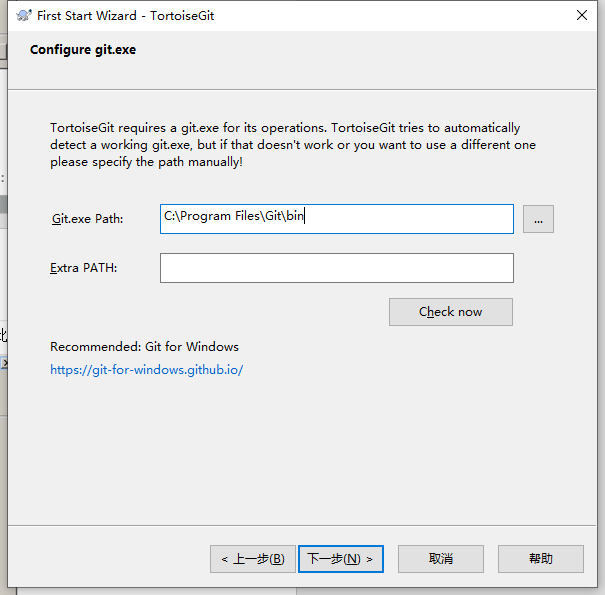 First Start Wizard - TortoiseGit
Configure git.exe
TortoiseGit requires a git.exe for its operations. TortoiseGit tries to automatically
detect a working git.exe, but if that doesn't work or you want to use a different one
please specify the path manually!
Git.exe Path: C:\Program Files\Git\bin ...
Extra PATH:
Check now
Recommended: Git for Windows
https://git-for-windows.github.io/
< 上一步(B) 下一步(N) > 取消 帮助